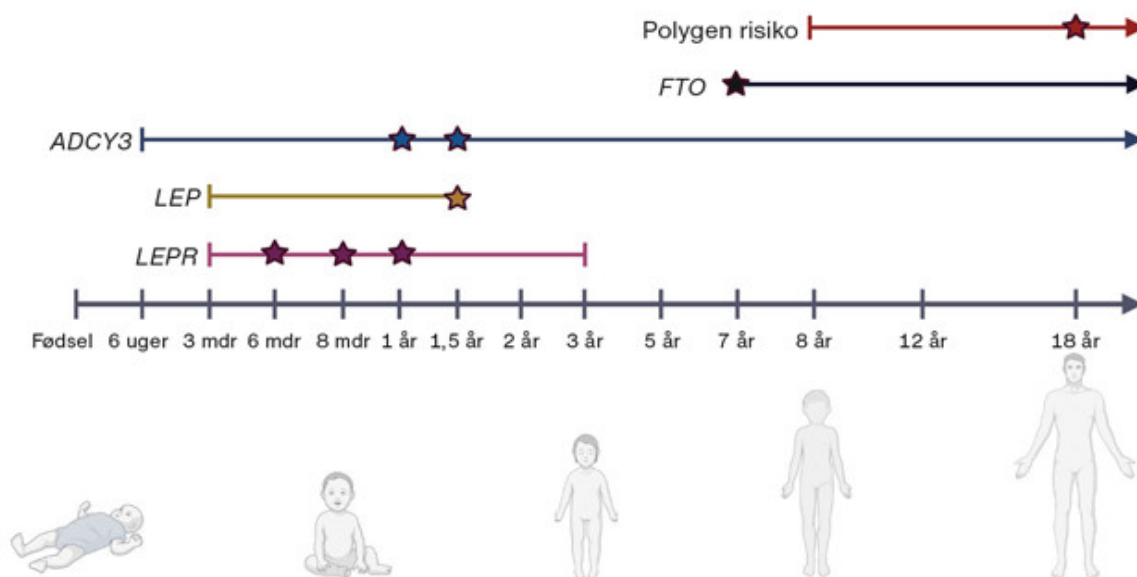 Polygen risiko
FTO
ADCY3
LEP
LEPR
Fødsel 6 uger 3 mdr 6 mdr 8 mdr 1 år 1,5 år 2 år 3 år 5 år 7 år 8 år 12 år 18 år